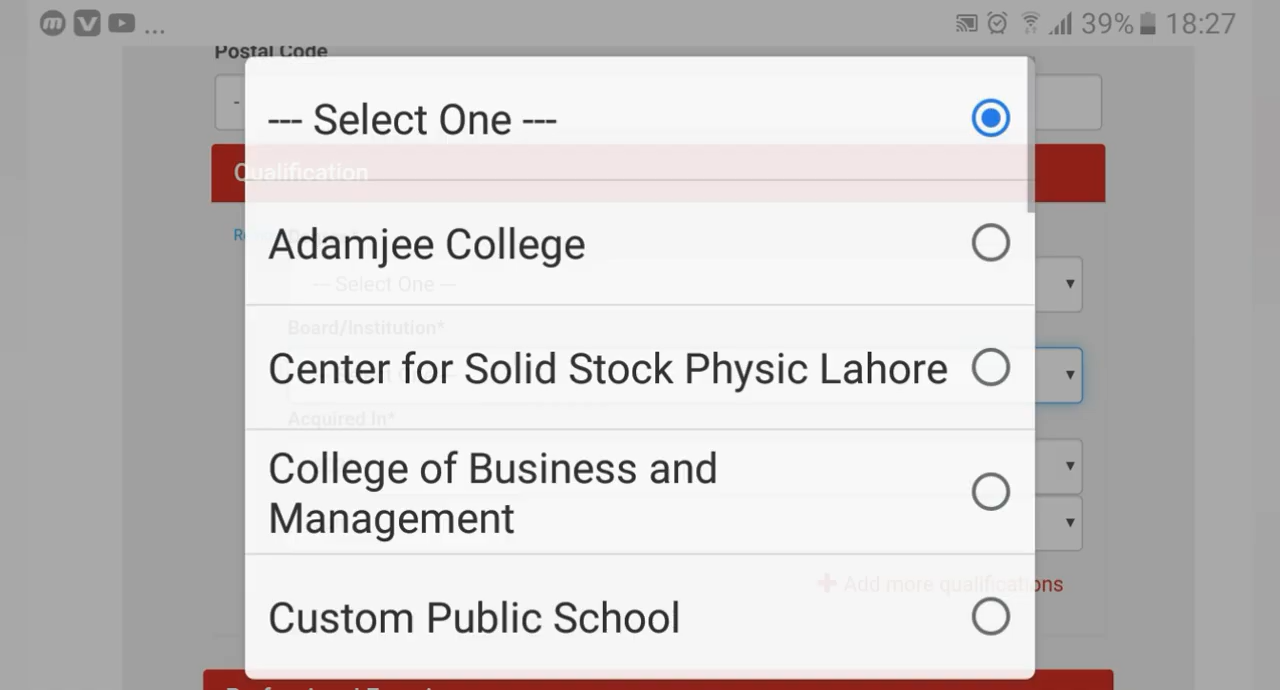 m V ... 39% 18:27
Postal Code
-
--- Select One ---
Qualification
Adamjee College
--- Select One ---
Board/Institution*
Center for Solid Stock Physic Lahore
Acquired In*
College of Business and
Management
+ Add more qualifications
Custom Public School